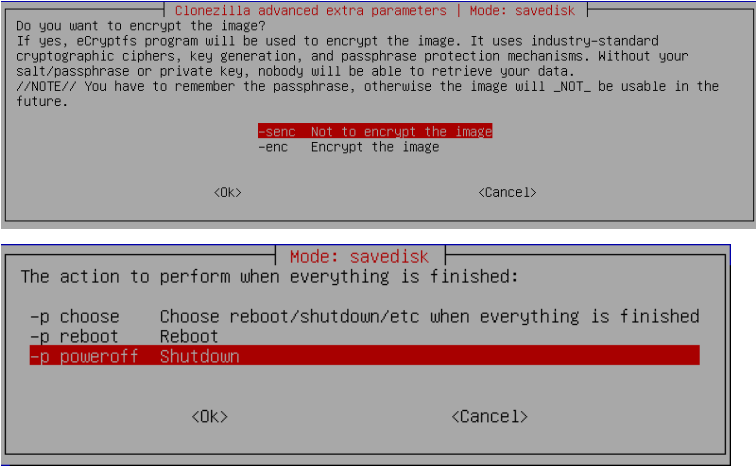 Clonezilla advanced extra parameters | Mode: savedisk
Do you want to encrypt the image?
If yes, eCryptfs program will be used to encrypt the image. It uses industry-standard
cryptographic ciphers, key generation, and passphrase protection mechanisms. Without your
salt/passphrase or private key, nobody will be able to retrieve your data.
//NOTE// You have to remember the passphrase, otherwise the image will _NOT_ be usable in the
future.
-senc Not to encrypt the image
-enc Encrypt the image
<Ok> <Cancel>
Mode: savedisk
The action to perform when everything is finished:
-p choose Choose reboot/shutdown/etc when everything is finished
-p reboot Reboot
-p poweroff Shutdown
<Ok> <Cancel>